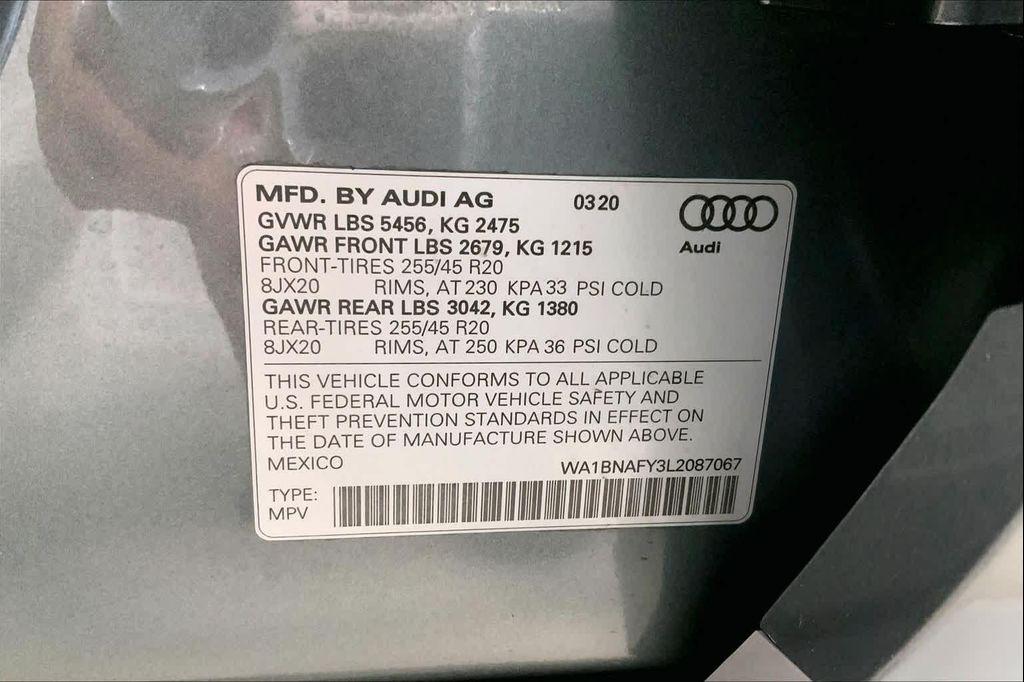 MFD. BY AUDI AG 0320
GVWR LBS 5456, KG 2475
GAWR FRONT LBS 2679, KG 1215
Audi
FRONT-TIRES 255/45 R20
8JX20 RIMS, AT 230 KPA 33 PSI COLD
GAWR REAR LBS 3042, KG 1380
REAR-TIRES 255/45 R20
8JX20 RIMS, AT 250 KPA 36 PSI COLD
THIS VEHICLE CONFORMS TO ALL APPLICABLE
U.S. FEDERAL MOTOR VEHICLE SAFETY AND
THEFT PREVENTION STANDARDS IN EFFECT ON
THE DATE OF MANUFACTURE SHOWN ABOVE.
MEXICO WA1BNAFY3L2087067
TYPE:
MPV